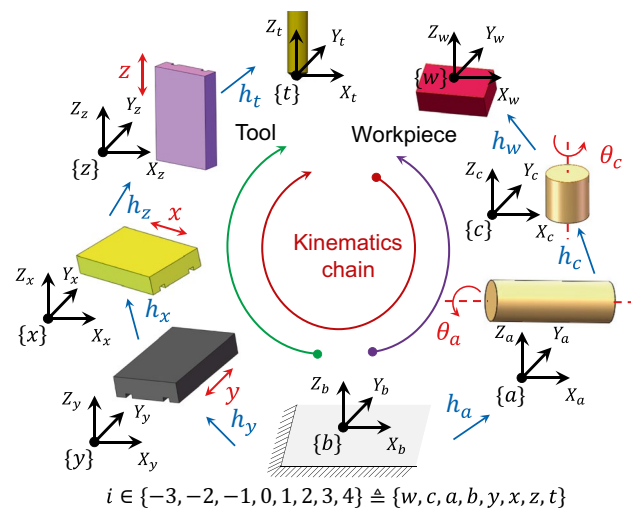 Z_t Y_t
{t} X_t
z
h_t
Z_w Y_w
{w} X_w
h_w
Z_z Y_z
{z} X_z
Tool
Workpiece
θ_c
Z_c Y_c
{c} X_c
h_z
x
h_c
Kinematics
chain
Z_x Y_x
{x} X_x
h_x
θ_a
Z_a Y_a
{a} X_a
y
h_y
Z_y Y_y
{y} X_y
Z_b Y_b
{b} X_b
h_a
i ∈ {−3, −2, −1, 0, 1, 2, 3, 4} ≜ {w, c, a, b, y, x, z, t}